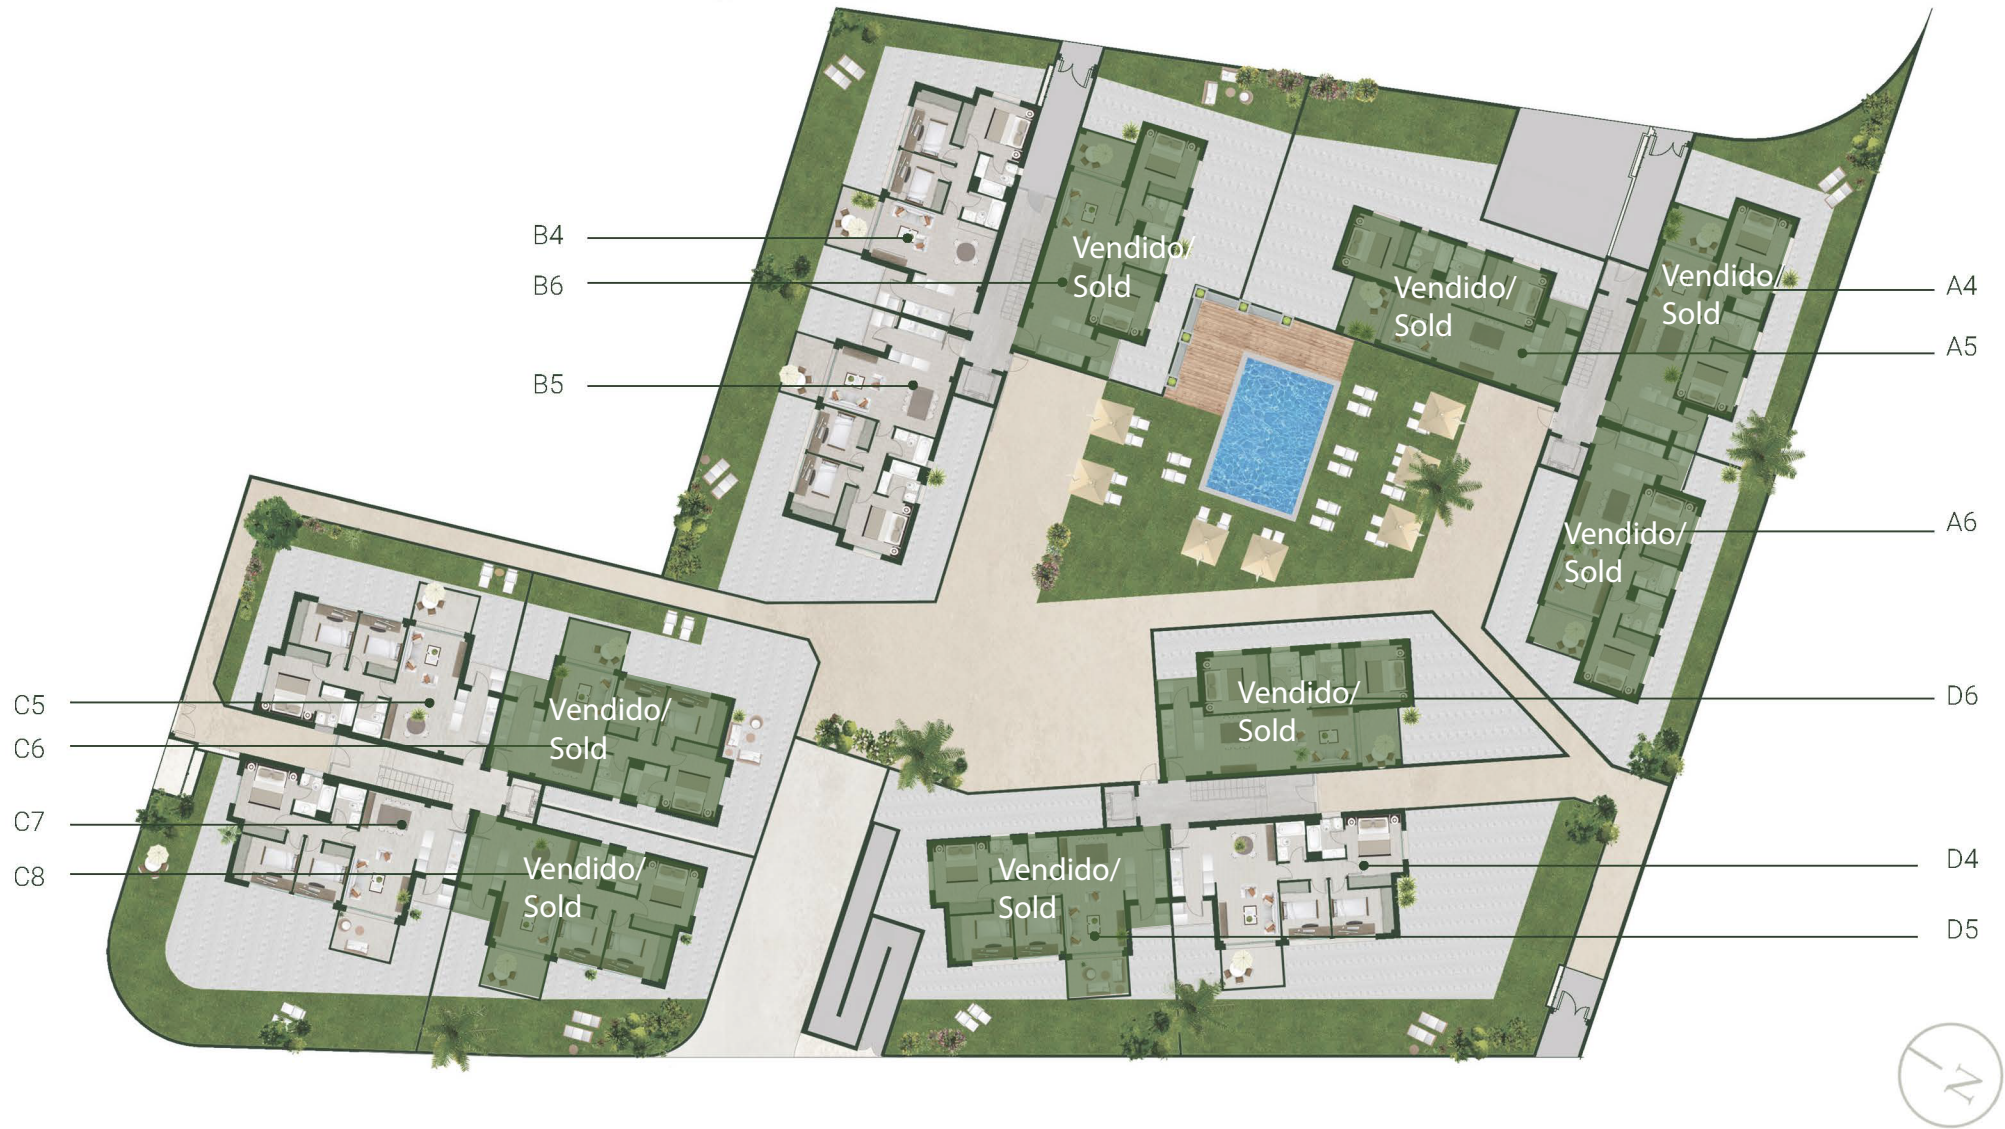 B4
Vendido/
Sold
B6
Vendido/
Sold
Vendido/
Sold
A4
A5
B5
Vendido/
Sold
A6
C5
Vendido/
Sold
C6
Vendido/
Sold
D6
C7
Vendido/
Sold
C8
Vendido/
Sold
D4
D5
N